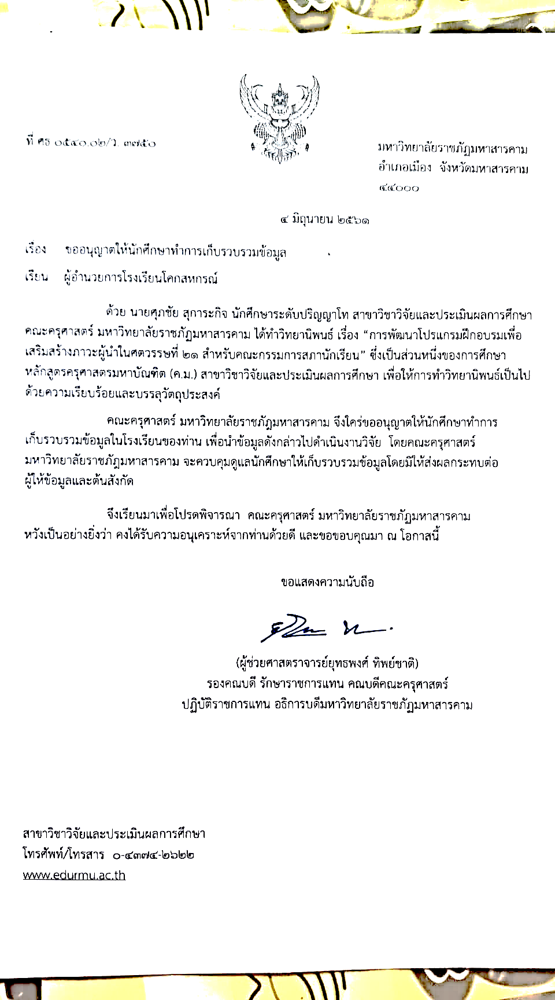 ที่ ศธ ๐๕๔๐.๐๒/ว. ๓๗๕๐
มหาวิทยาลัยราชภัฏมหาสารคาม
อำเภอเมือง จังหวัดมหาสารคาม
๔๔๐๐๐
๔ มิถุนายน ๒๕๖๑
เรื่อง ขออนุญาตให้นักศึกษาทำการเก็บรวบรวมข้อมูล
เรียน ผู้อำนวยการโรงเรียนโคกสหกรณ์
ด้วย นายศุภชัย สุการะกิจ นักศึกษาระดับปริญญาโท สาขาวิชาวิจัยและประเมินผลการศึกษา
คณะครุศาสตร์ มหาวิทยาลัยราชภัฏมหาสารคาม ได้ทำวิทยานิพนธ์ เรื่อง “การพัฒนาโปรแกรมฝึกอบรมเพื่อ
เสริมสร้างภาวะผู้นำในศตวรรษที่ ๒๑ สำหรับคณะกรรมการสภานักเรียน” ซึ่งเป็นส่วนหนึ่งของการศึกษา
หลักสูตรครุศาสตรมหาบัณฑิต (ค.ม.) สาขาวิชาวิจัยและประเมินผลการศึกษา เพื่อให้การทำวิทยานิพนธ์เป็นไป
ด้วยความเรียบร้อยและบรรลุวัตถุประสงค์
คณะครุศาสตร์ มหาวิทยาลัยราชภัฏมหาสารคาม จึงใคร่ขออนุญาตให้นักศึกษาทำการ
เก็บรวบรวมข้อมูลในโรงเรียนของท่าน เพื่อนำข้อมูลดังกล่าวไปดำเนินงานวิจัย โดยคณะครุศาสตร์
มหาวิทยาลัยราชภัฏมหาสารคาม จะควบคุมดูแลนักศึกษาให้เก็บรวบรวมข้อมูลโดยมิให้ส่งผลกระทบต่อ
ผู้ให้ข้อมูลและต้นสังกัด
จึงเรียนมาเพื่อโปรดพิจารณา คณะครุศาสตร์ มหาวิทยาลัยราชภัฏมหาสารคาม
หวังเป็นอย่างยิ่งว่า คงได้รับความอนุเคราะห์จากท่านด้วยดี และขอขอบคุณมา ณ โอกาสนี้
ขอแสดงความนับถือ
(ผู้ช่วยศาสตราจารย์ยุทธพงศ์ ทิพย์ชาติ)
รองคณบดี รักษาราชการแทน คณบดีคณะครุศาสตร์
ปฏิบัติราชการแทน อธิการบดีมหาวิทยาลัยราชภัฏมหาสารคาม
สาขาวิชาวิจัยและประเมินผลการศึกษา
โทรศัพท์/โทรสาร ๐-๔๓๗๔-๒๖๒๒
www.edurmu.ac.th